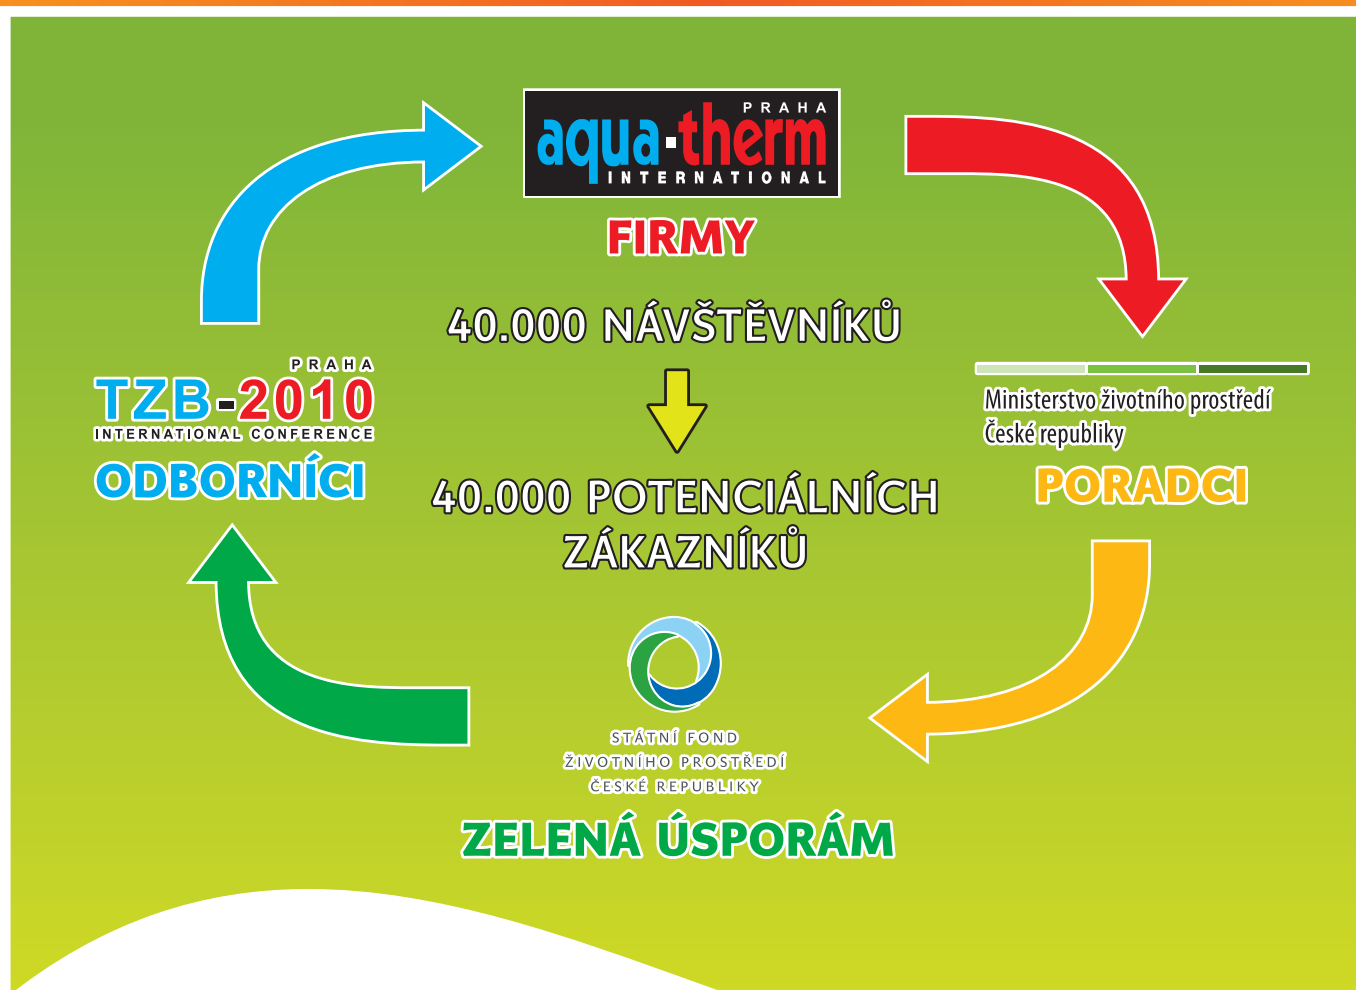 PRAHA
aqua-therm
INTERNATIONAL
FIRMY
40.000 NÁVŠTĚVNÍKŮ
PRAHA
TZB-2010
INTERNATIONAL CONFERENCE
ODBORNÍCI
Ministerstvo životního prostředí
České republiky
PORADCI
40.000 POTENCIÁLNÍCH
ZÁKAZNÍKŮ
STÁTNÍ FOND
ŽIVOTNÍHO PROSTŘEDÍ
ČESKÉ REPUBLIKY
ZELENÁ ÚSPORÁM